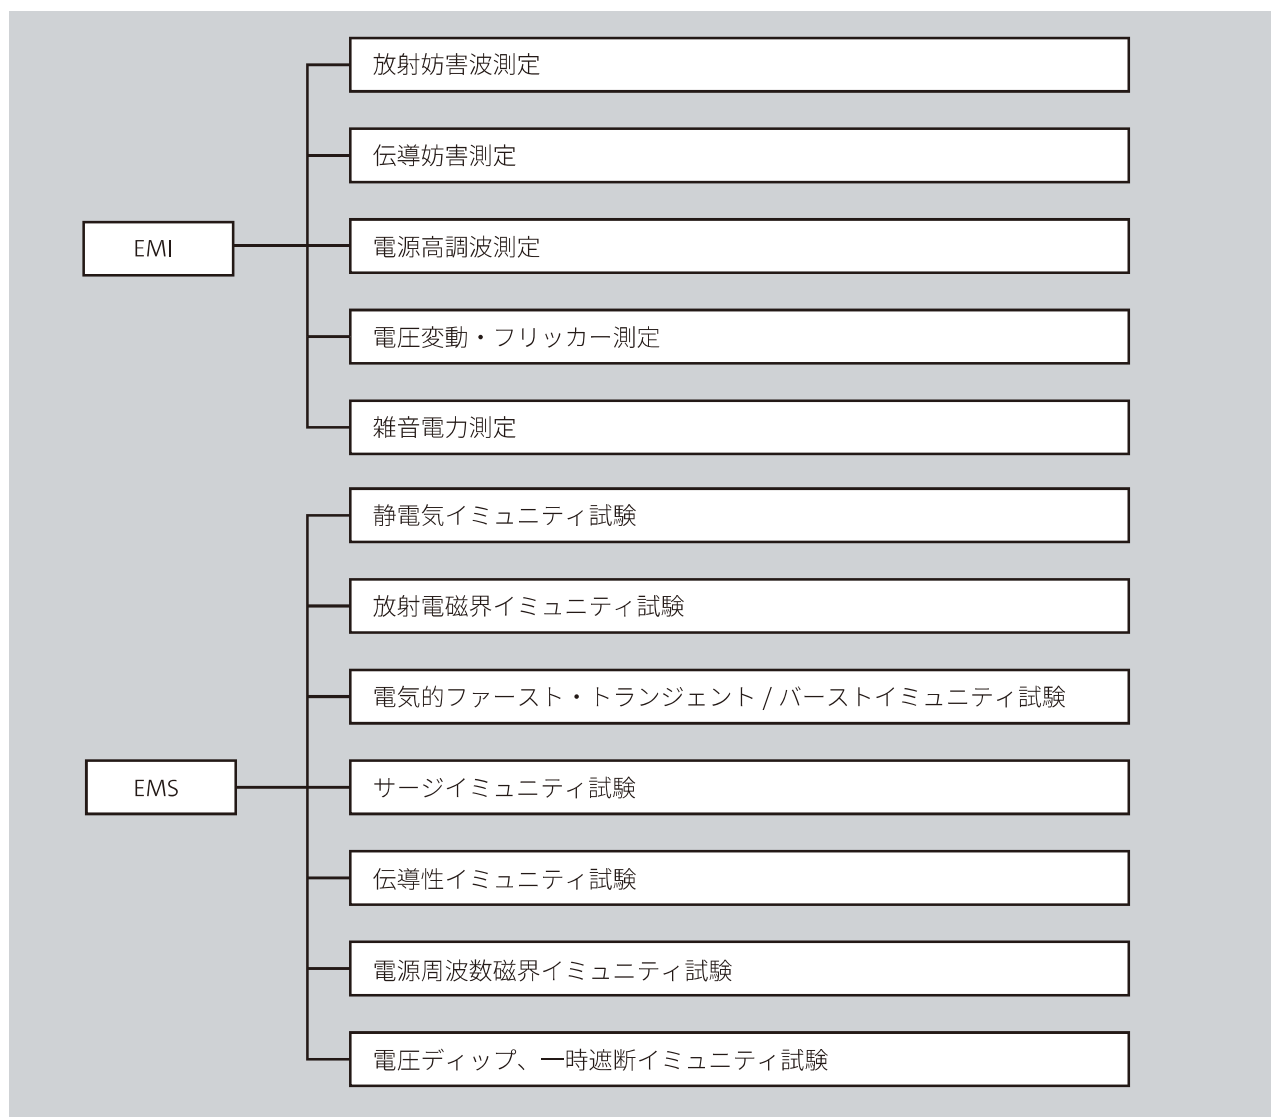 EMI
放射妨害波測定
伝導妨害測定
電源高調波測定
電圧変動・フリッカー測定
雑音電力測定
EMS
静電気イミュニティ試験
放射電磁界イミュニティ試験
電気的ファースト・トランジェント / バーストイミュニティ試験
サージイミュニティ試験
伝導性イミュニティ試験
電源周波数磁界イミュニティ試験
電圧ディップ、一時遮断イミュニティ試験